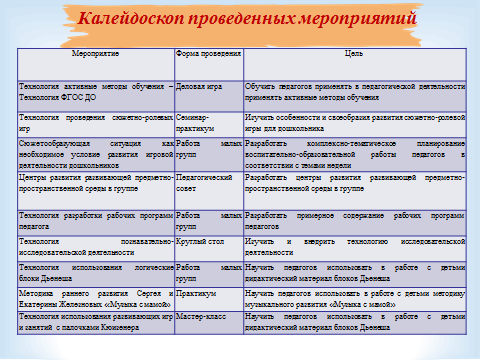 Калейдоскоп проведенных мероприятий
Мероприятие Форма проведения Цель
Технология активные методы обучения – Деловая игра Обучить педагогов применять в педагогической деятельности
Технология ФГОС ДО применять активные методы обучения
Технология проведения сюжетно-ролевых Семинар- Изучить особенности и своеобразия развития сюжетно-ролевой
игр практикум игры для дошкольника
Сюжетообразующая ситуация как Работа малых Разработать комплексно-тематическое планирование
необходимое условие развития игровой групп воспитательно-образовательной работы педагогов в
деятельности дошкольников соответствии с темами недели
Центры развития развивающей предметно- Педагогический Разработать центры развития развивающей предметно-
пространственной среды в группе совет пространственной среды в группе
Технология разработки рабочих программ Работа малых Разработать примерное содержание рабочих программ
педагога групп педагогов
Технология познавательно- Круглый стол Изучить и внедрить технологию исследовательской
исследовательской деятельности деятельности
Технология использования логические Работа малых Научить педагогов использовать в работе с детьми
блоки Дьенеша групп дидактический материал блоков Дьенеша
Методика раннего развития Сергея и Практикум Научить педагогов использовать в работе с детьми методику
Екатерины Железновых «Музыка с мамой» музыкального развития «Музыка с мамой»
Технология использования развивающих игр Мастер-класс Научить педагогов использовать в работе с детьми
и занятий с палочками Кюизенера дидактический материал блоков Дьенеша